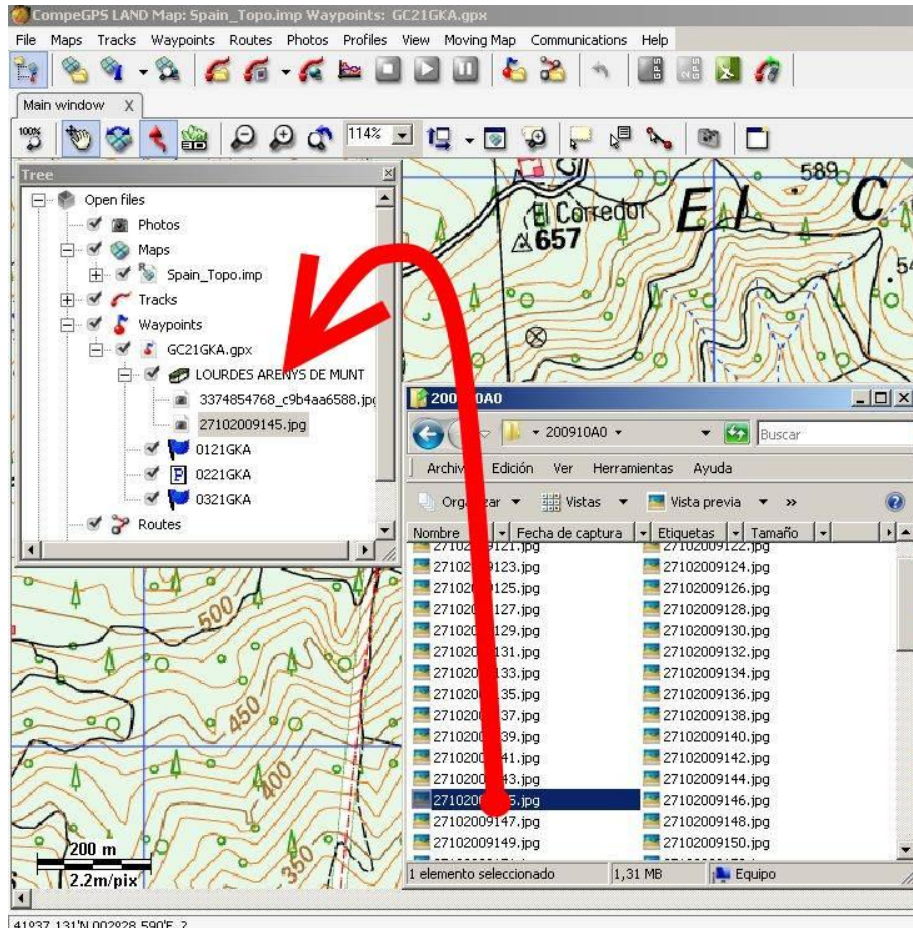 CompeGPS LAND Map: Spain_Topo.imp Waypoints: GC21GKA.gpx
File Maps Tracks Waypoints Routes Photos Profiles View Moving Map Communications Help
Main window X
100% 114%
Tree
Open files
Photos
Maps
Spain_Topo.imp
Tracks
Waypoints
GC21GKA.gpx
LOURDES ARENYS DE MUNT
3374854768_c9b4aa6588.jpg
27102009145.jpg
0121GKA
P 0221GKA
0321GKA
Routes
El Corredor
657
589
E l C
200910A0
Buscar
Edición Ver Herramientas Ayuda
Vistas Vista previa »
Nombre Fecha de captura Etiquetas Tamaño
27102009122.jpg
27102009124.jpg
27102009126.jpg
27102009128.jpg
27102009130.jpg
27102009132.jpg
27102009134.jpg
27102009136.jpg
27102009138.jpg
27102009140.jpg
27102009142.jpg
27102009144.jpg
27102009146.jpg
27102009147.jpg 27102009148.jpg
27102009149.jpg 27102009150.jpg
1 elemento seleccionado 1,31 MB Equipo
500
450
400
350
200 m
2.2m/pix